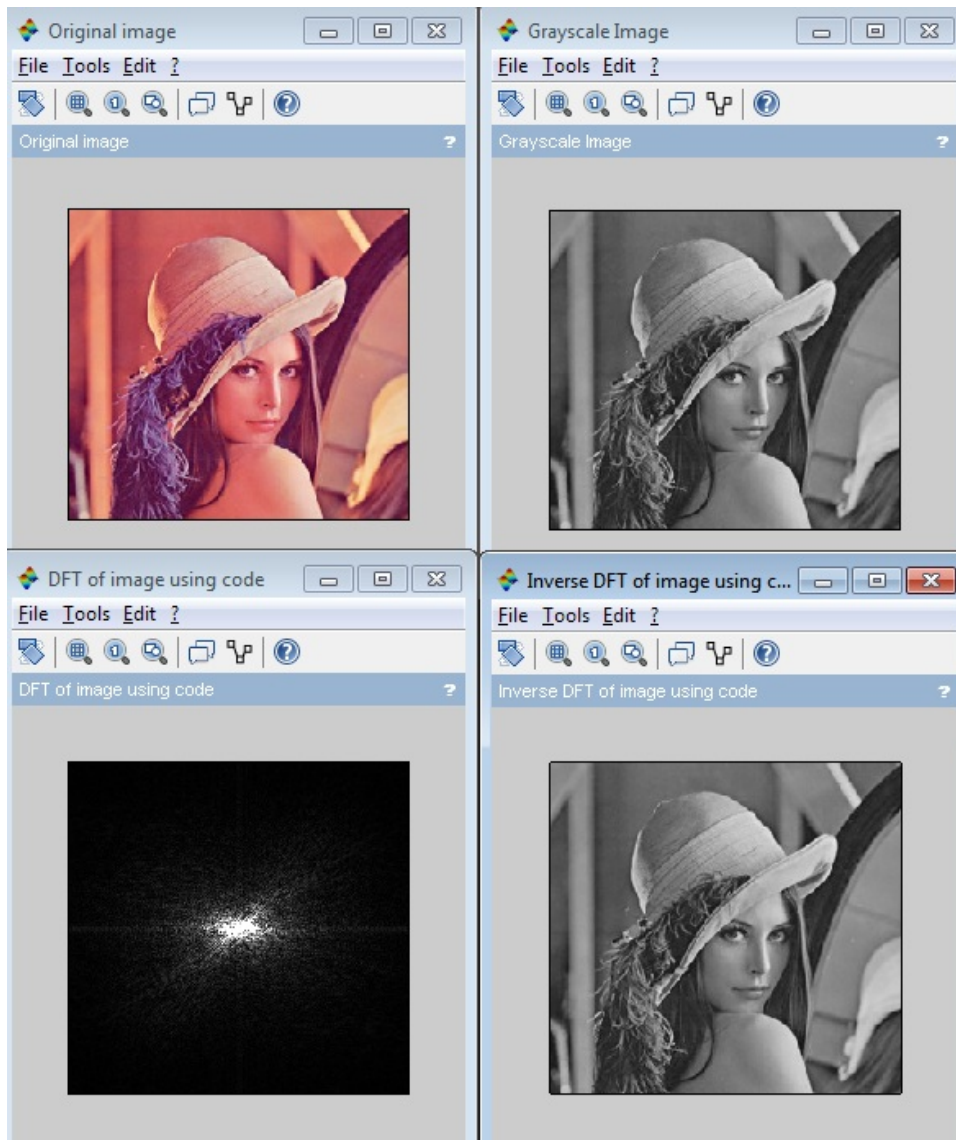 Original image
File Tools Edit ?
Original image ?
Grayscale Image
File Tools Edit ?
Grayscale Image ?
DFT of image using code
File Tools Edit ?
DFT of image using code ?
Inverse DFT of image using c...
File Tools Edit ?
Inverse DFT of image using code ?